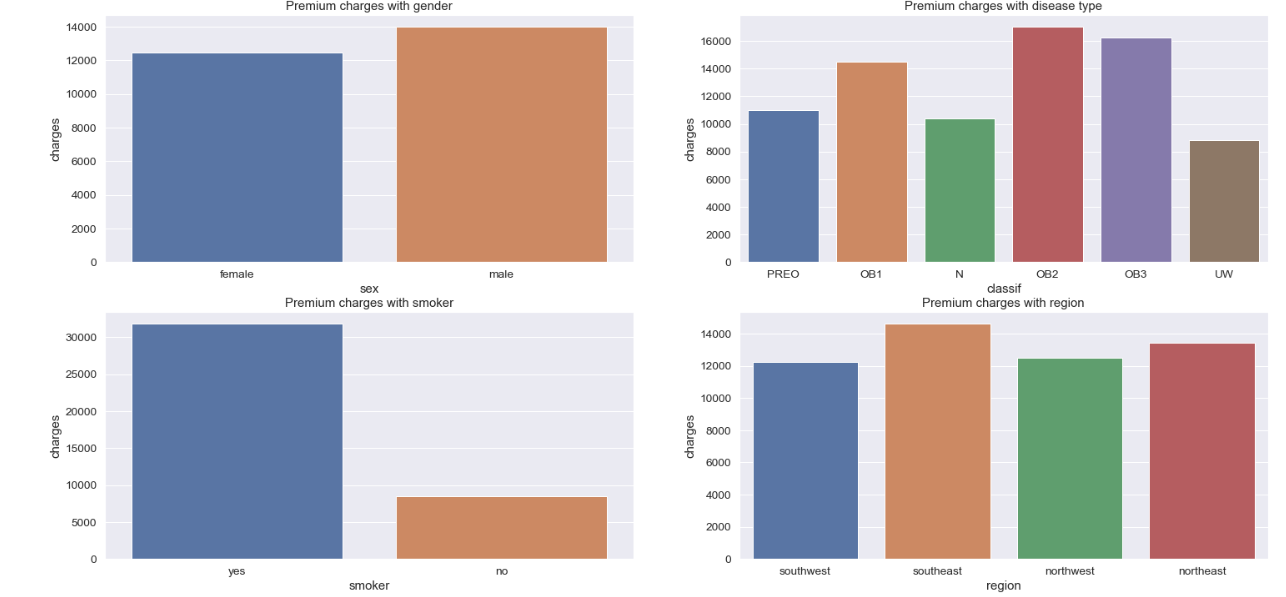 Premium charges with gender
14000
12000
10000
8000
6000
4000
2000
0
charges
female male
sex
Premium charges with disease type
16000
14000
12000
10000
8000
6000
4000
2000
0
charges
PREO OB1 N OB2 OB3 UW
classif
Premium charges with smoker
30000
25000
20000
15000
10000
5000
0
charges
yes no
smoker
Premium charges with region
14000
12000
10000
8000
6000
4000
2000
0
charges
southwest southeast northwest northeast
region